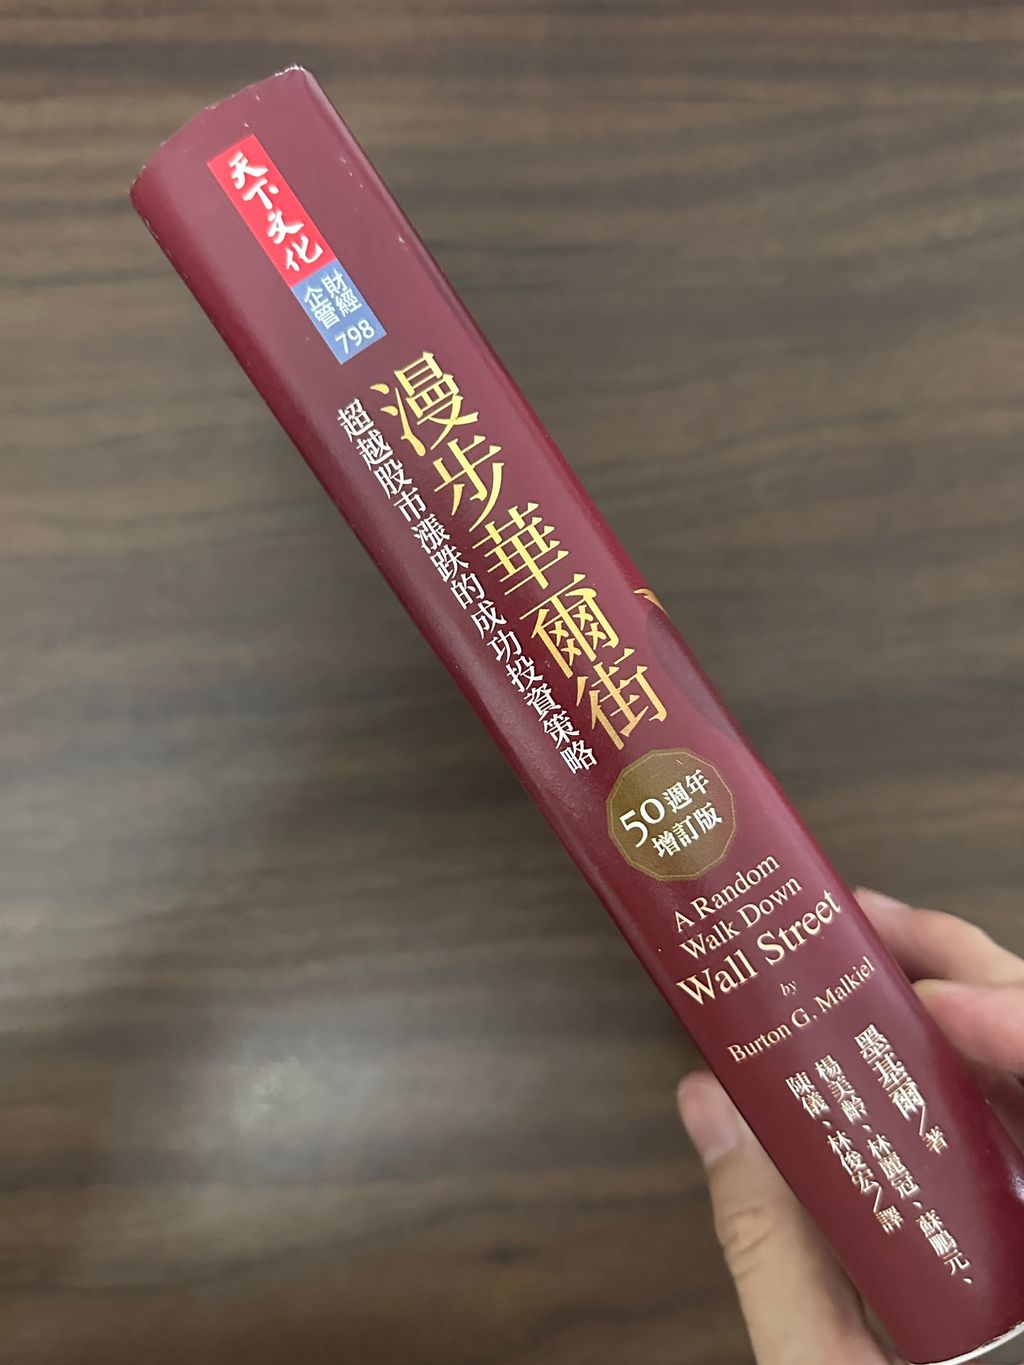 天下文化
財經
企管
798
漫步華爾街
超越股市漲跌的成功投資策略
50週年
增訂版
A Random
Walk Down
Wall Street
by
Burton G. Malkiel
墨基爾/著
楊美齡、林麗冠、蘇鵬元、
陳儀、林俊宏/譯